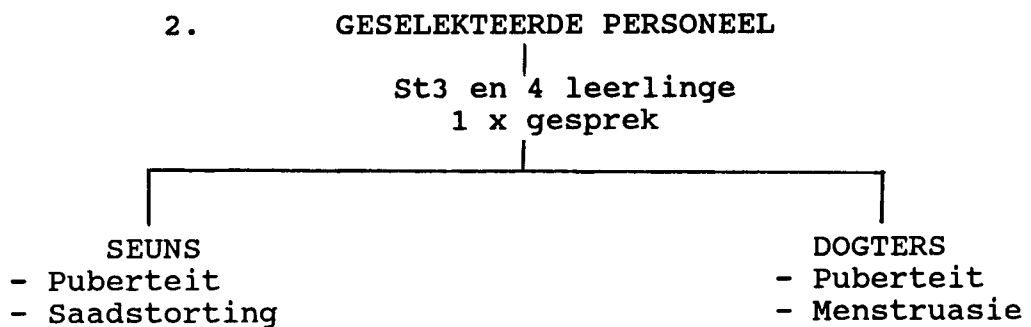 2. GESELEKTEERDE PERSONEEL
St3 en 4 leerlinge
1 x gesprek
SEUNS
- Puberteit
- Saadstorting
DOGTERS
- Puberteit
- Menstruasie